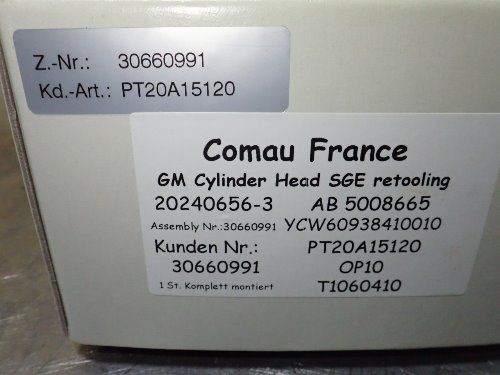 Z.-Nr.: 30660991
Kd.-Art.: PT20A15120
Comau France
GM Cylinder Head SGE retooling
20240656-3 AB 5008665
Assembly Nr.:30660991 YCW60938410010
Kunden Nr.: PT20A15120
30660991 OP10
1 St. Komplett montiert T1060410